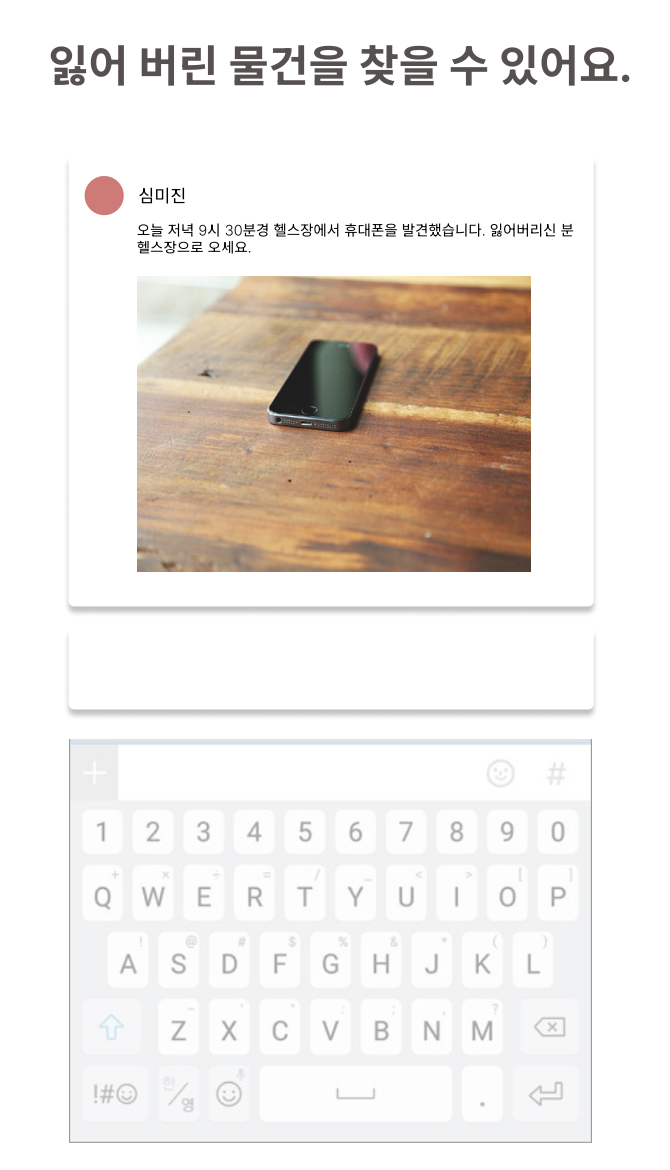 잃어 버린 물건을 찾을 수 있어요.
심미진
오늘 저녁 9시 30분경 헬스장에서 휴대폰을 발견했습니다. 잃어버리신 분
헬스장으로 오세요.
+ #
1 2 3 4 5 6 7 8 9 0
+ × ÷ = / _ < > [ ]
Q W E R T Y U I O P
! @ # $ % & * ( )
A S D F G H J K L
- ' " : ; , ?
Z X C V B N M
!#☺ 한/영 .